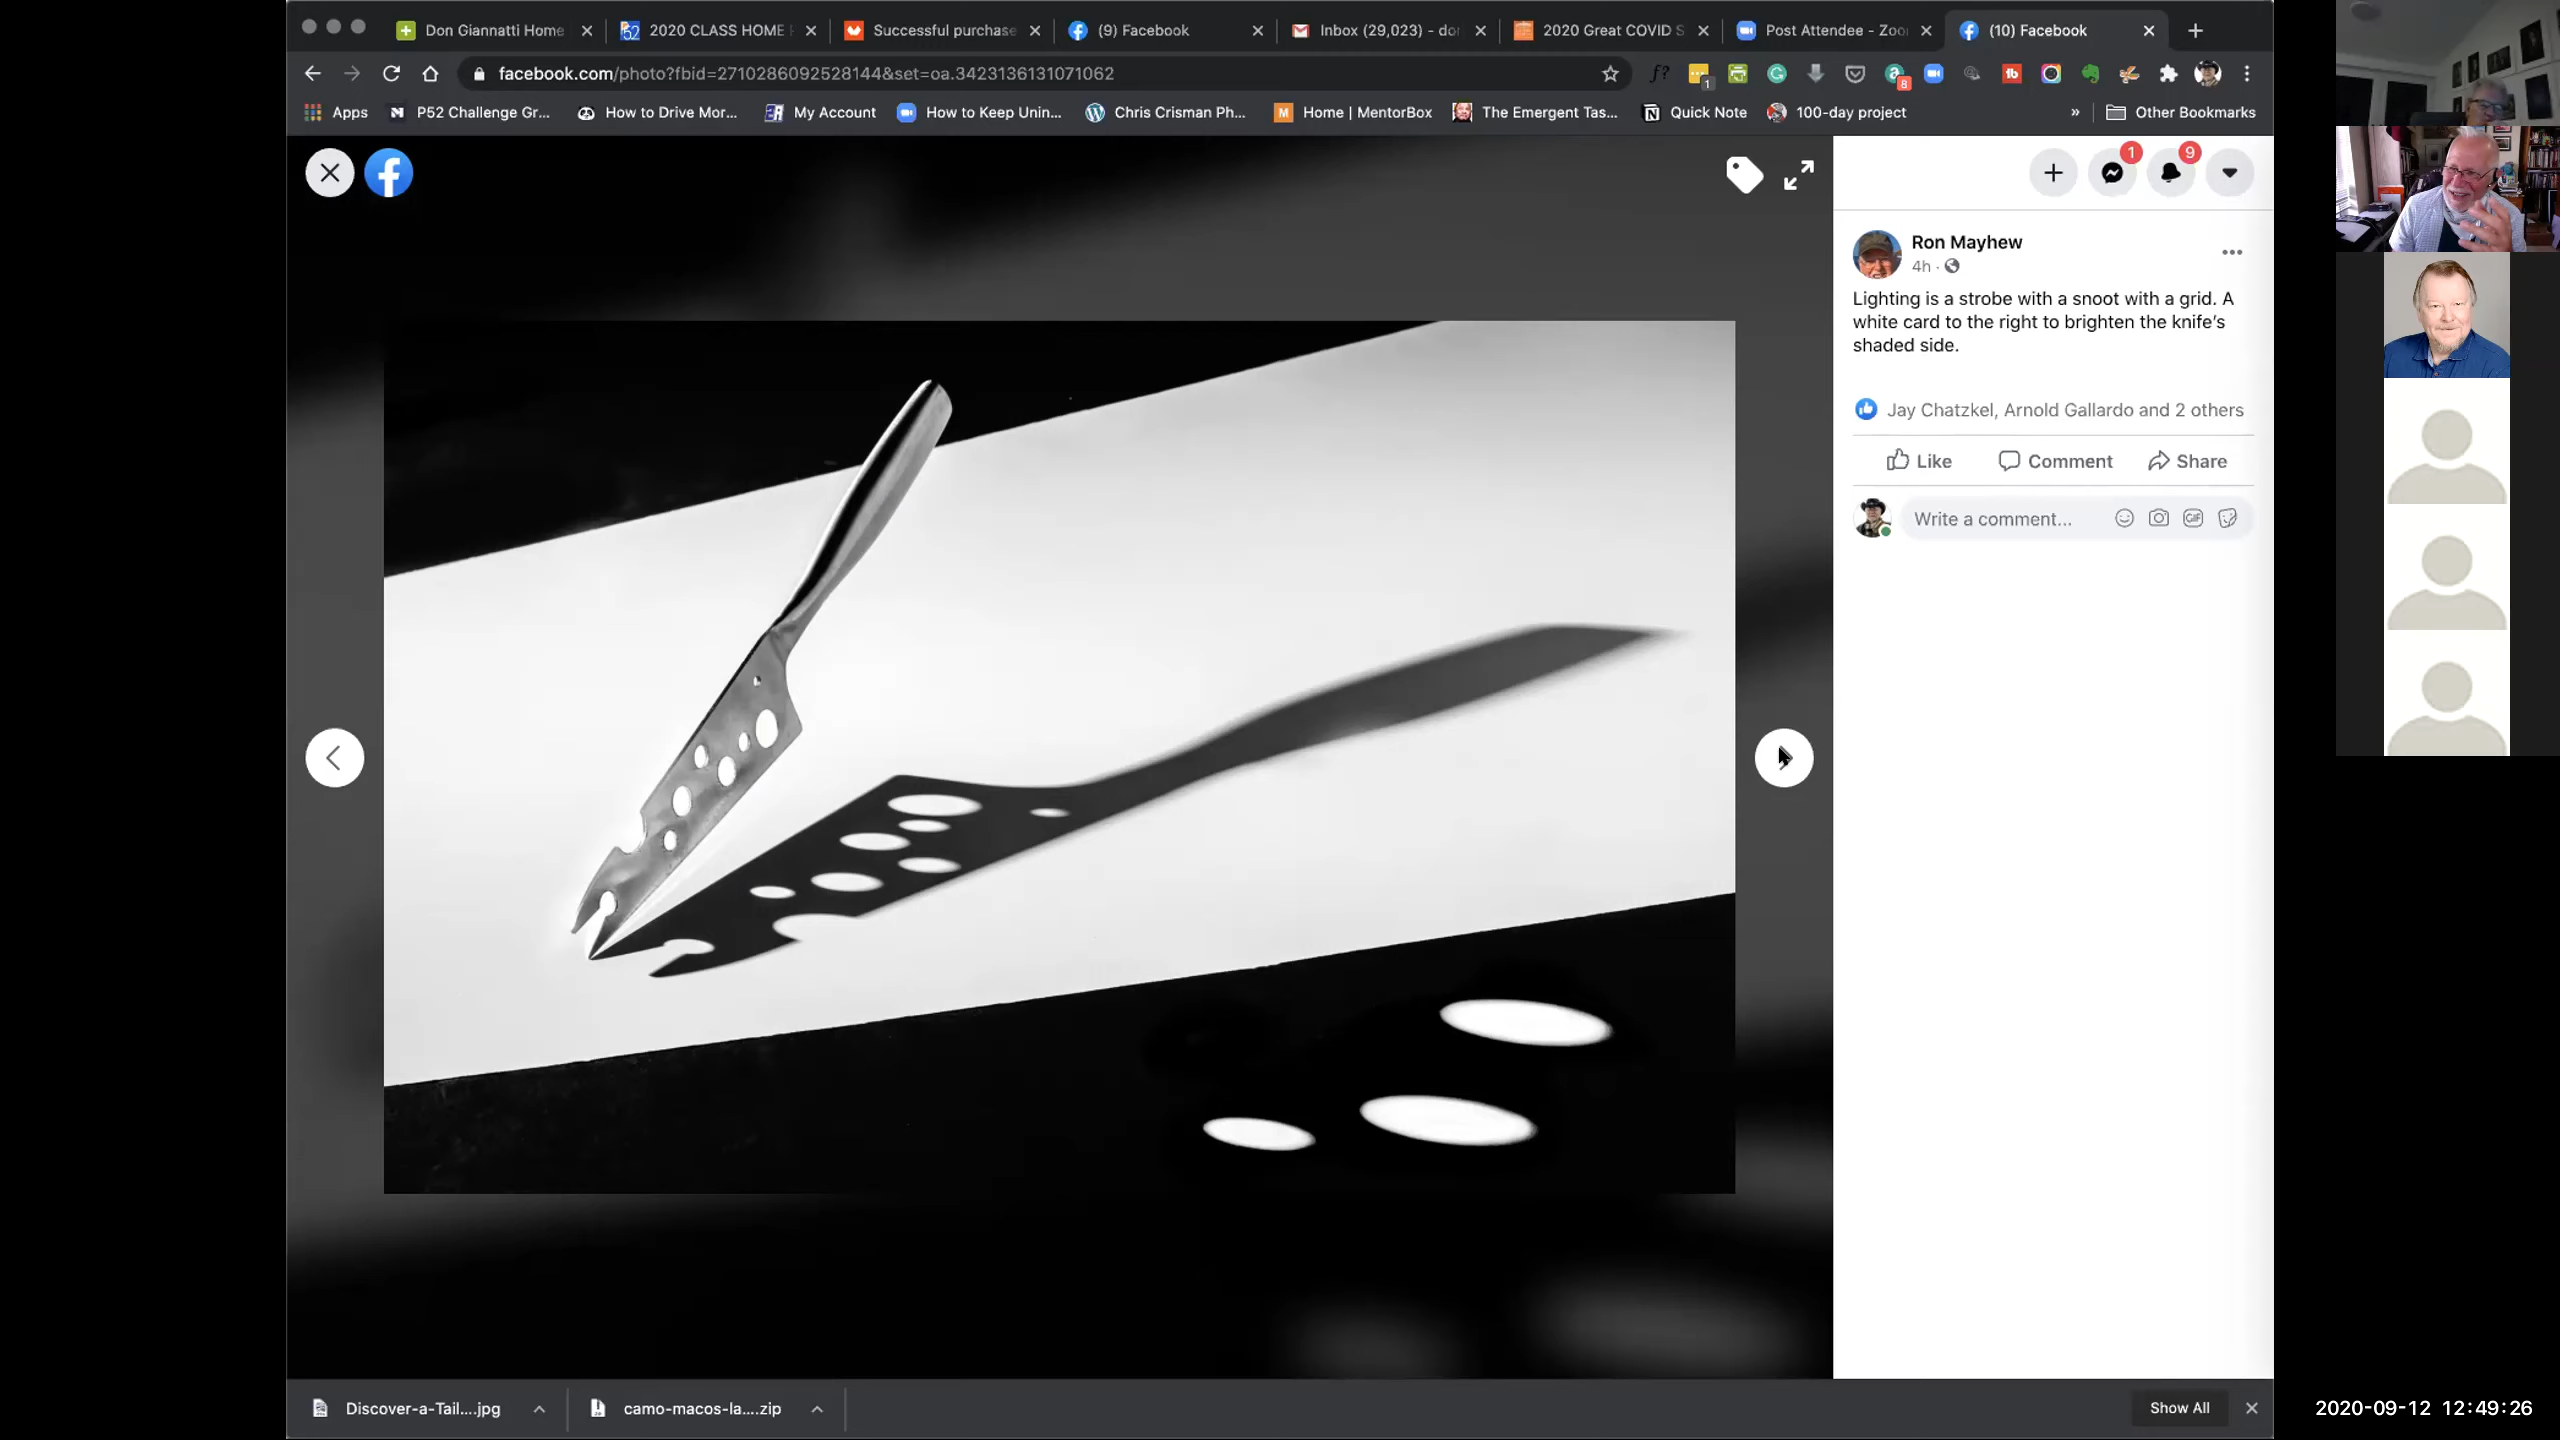 Don Giannatti Home
2020 CLASS HOME
Successful purchase
(9) Facebook
Inbox (29,023) - do
2020 Great COVID S
Post Attendee - Zoo
(10) Facebook
facebook.com/photo?fbid=2710286092528144&set=oa.3423136131071062
Apps
P52 Challenge Gr...
How to Drive Mor...
My Account
How to Keep Unin...
Chris Crisman Ph...
Home | MentorBox
The Emergent Tas...
Quick Note
100-day project
»
Other Bookmarks
1
9
Ron Mayhew
4h ·
Lighting is a strobe with a snoot with a grid. A
white card to the right to brighten the knife's
shaded side.
Jay Chatzkel, Arnold Gallardo and 2 others
Like
Comment
Share
Write a comment...
GIF
Discover-a-Tail....jpg
camo-macos-la....zip
Show All
2020-09-12 12:49:26